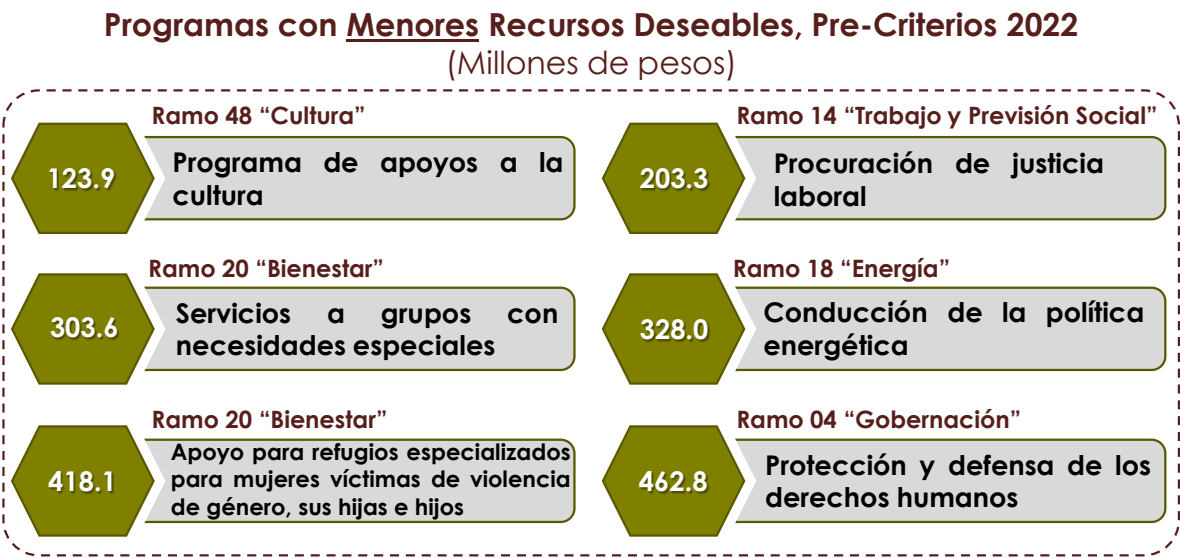 Programas con Menores Recursos Deseables, Pre-Criterios 2022
(Millones de pesos)
Ramo 48 “Cultura”
123.9
Programa de apoyos a la
cultura
Ramo 14 “Trabajo y Previsión Social”
203.3
Procuración de justicia
laboral
Ramo 20 “Bienestar”
303.6
Servicios a grupos con
necesidades especiales
Ramo 18 “Energía”
328.0
Conducción de la política
energética
Ramo 20 “Bienestar”
418.1
Apoyo para refugios especializados
para mujeres víctimas de violencia
de género, sus hijas e hijos
Ramo 04 “Gobernación”
462.8
Protección y defensa de los
derechos humanos